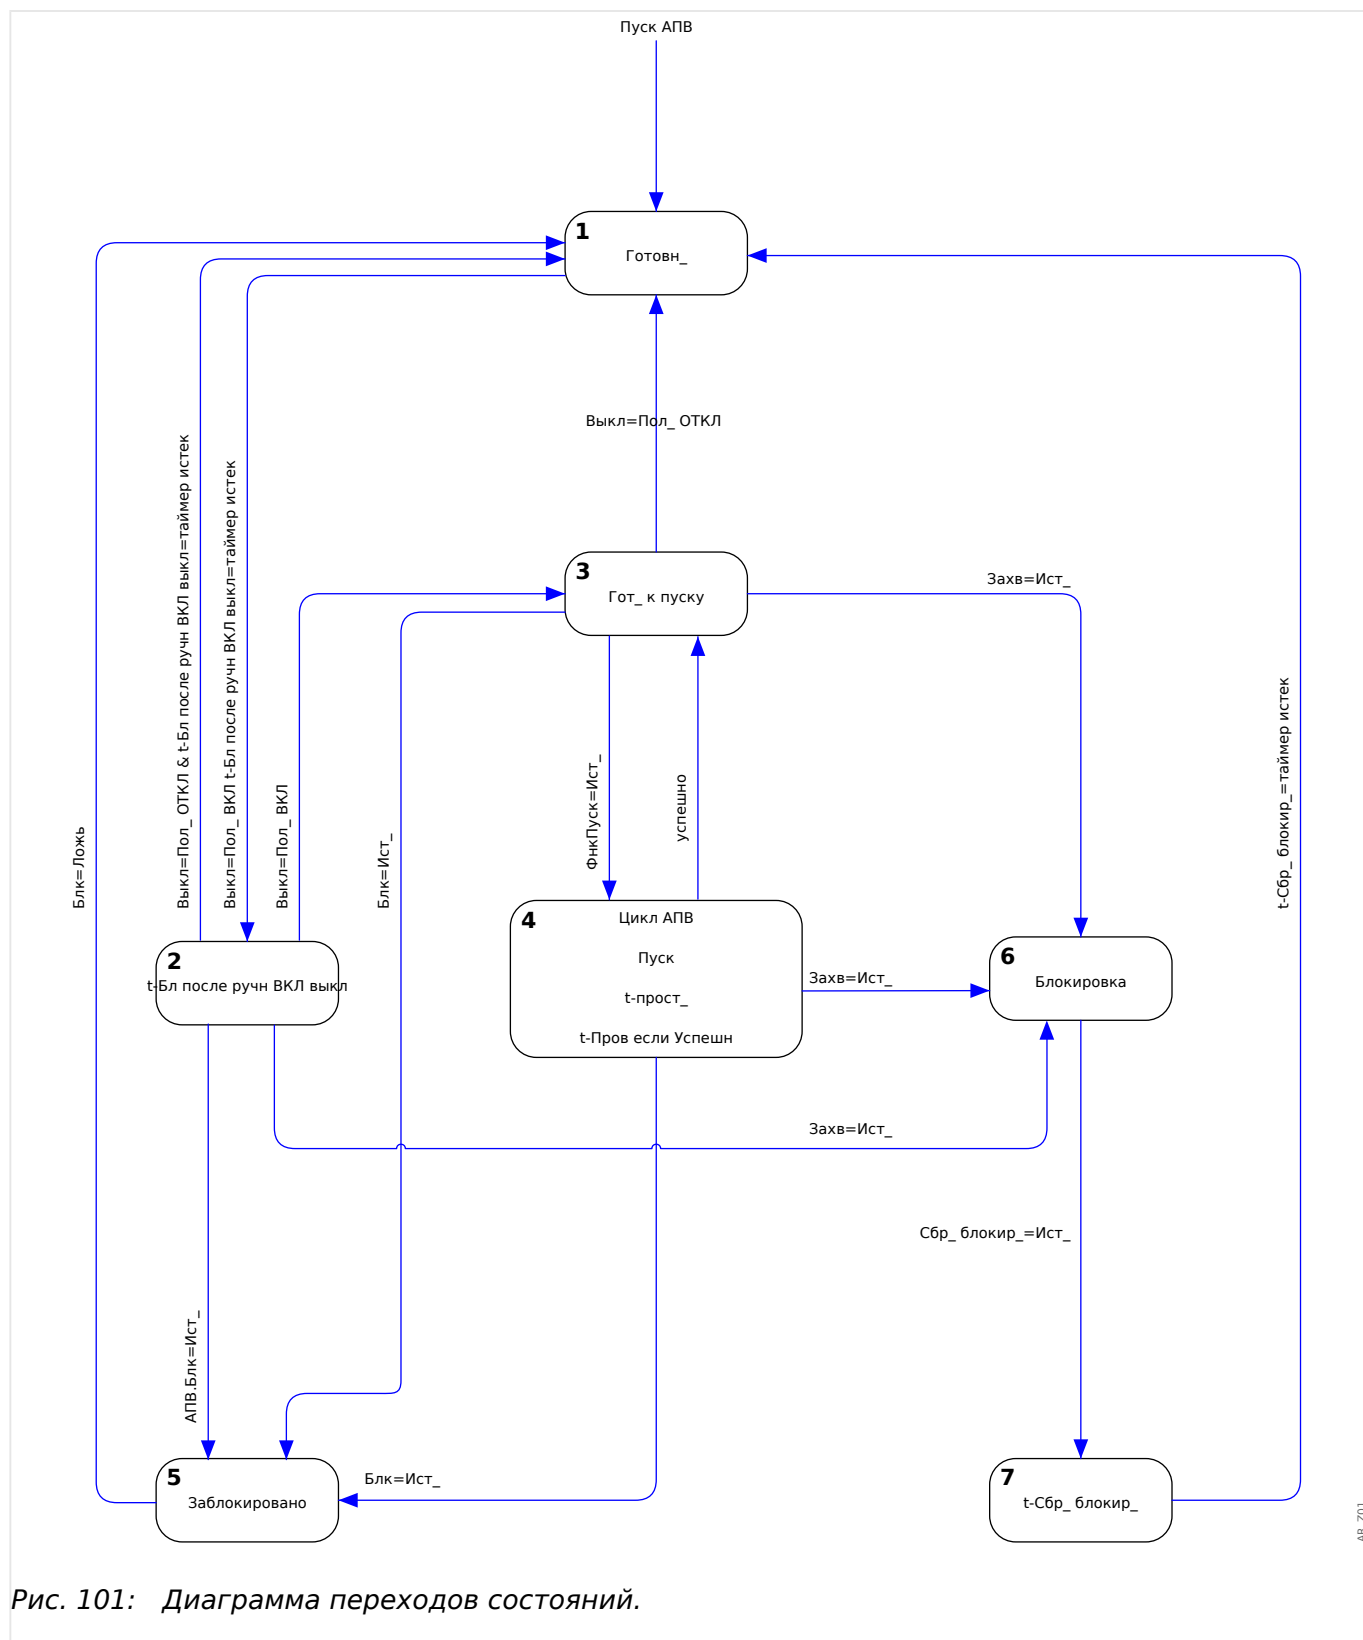 Пуск АПВ
1
Готовн_
Выкл=Пол_ ОТКЛ
3
Гот_ к пуску
Захв=Ист_
Блк=Ложь
Выкл=Пол_ ОТКЛ & t-Бл после ручн ВКЛ выкл=таймер истек
Выкл=Пол_ ВКЛ t-Бл после ручн ВКЛ выкл=таймер истек
Выкл=Пол_ ВКЛ
Блк=Ист_
ФнкПуск=Ист_
успешно
t-Сбр_ блокир_=таймер истек
2
t-Бл после ручн ВКЛ выкл
4
Цикл АПВ
Пуск
t-прост_
t-Пров если Успешн
Захв=Ист_
6
Блокировка
Захв=Ист_
Сбр_ блокир_=Ист_
АПВ.Блк=Ист_
5
Заблокировано
Блк=Ист_
7
t-Сбр_ блокир_
AR_Z01
Рис. 101: Диаграмма переходов состояний.